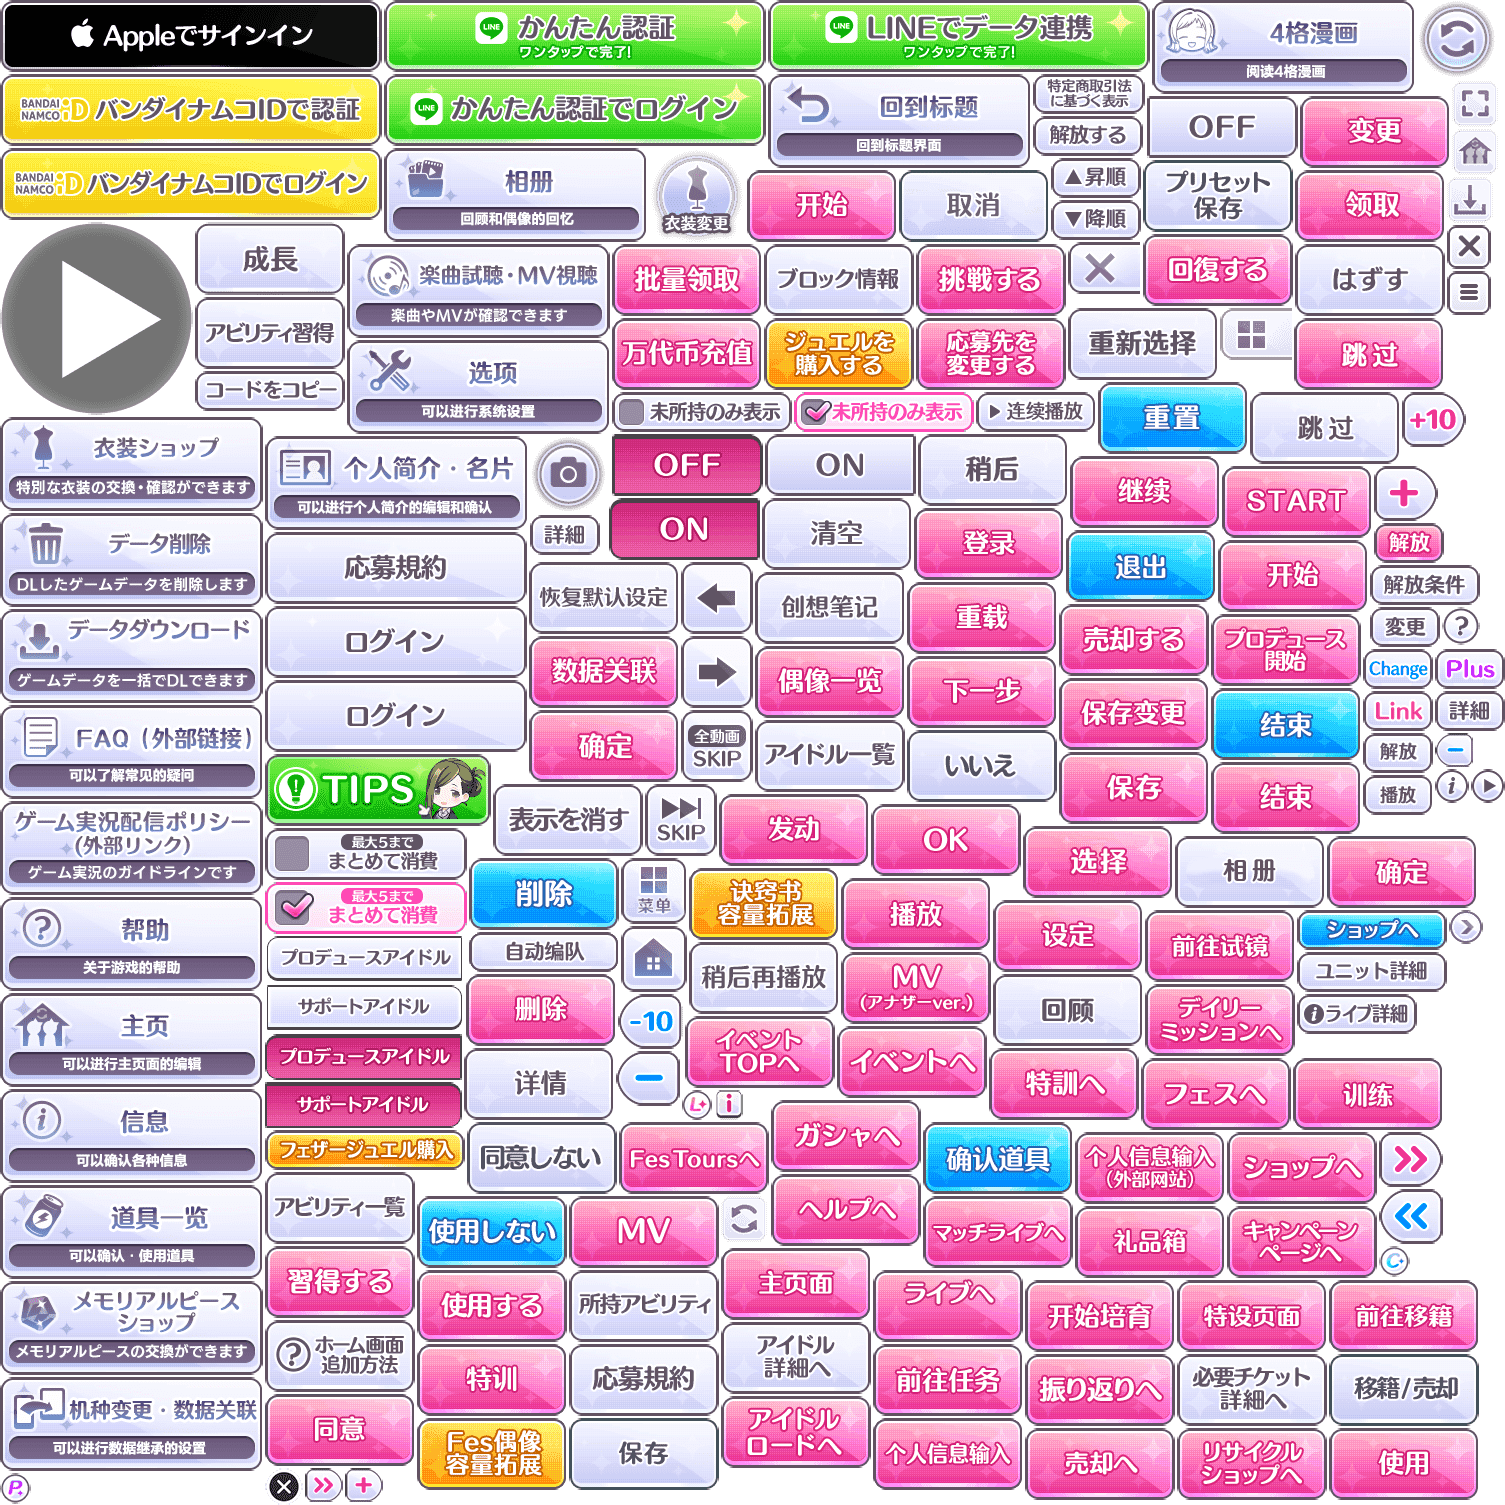 Appleでサインイン
LINE かんたん認証
ワンタップで完了!
LINE LINEでデータ連携
ワンタップで完了!
4格漫画
阅读4格漫画
BANDAI NAMCO iD バンダイナムコIDで認証
LINE かんたん認証でログイン
回到标题
回到标题界面
特定商取引法
に基づく表示
解放する
OFF
変更
BANDAI NAMCO iD バンダイナムコIDでログイン
相册
回顾和偶像的回忆
衣装変更
开始
取消
▲昇順
▼降順
プリセット
保存
领取
成長
アビリティ習得
コードをコピー
楽曲試聴・MV視聴
楽曲やMVが確認できます
批量领取
ブロック情報
挑戦する
回復する
はずす
选项
可以进行系统设置
万代币充值
ジュエルを
購入する
応募先を
変更する
重新选择
跳过
未所持のみ表示
未所持のみ表示
连续播放
重置
跳过
+10
衣装ショップ
特別な衣装の交換・確認ができます
个人简介・名片
可以进行个人简介的编辑和确认
詳細
OFF
ON
稍后
继续
START
ON
清空
登录
退出
开始
解放
解放条件
データ削除
DLしたゲームデータを削除します
応募規約
恢复默认设定
创想笔记
重载
売却する
プロデュース
開始
変更
?
Change
Plus
データダウンロード
ゲームデータを一括でDLできます
ログイン
数据关联
偶像一览
下一步
保存变更
结束
Link
詳細
FAQ（外部链接）
可以了解常见的疑问
ログイン
确定
全動画
SKIP
アイドル一覧
いいえ
保存
结束
解放
播放
i
TIPS
表示を消す
SKIP
发动
OK
选择
相册
确定
ゲーム実況配信ポリシー
(外部リンク)
ゲーム実況のガイドラインです
最大5まで
まとめて消費
最大5まで
まとめて消費
削除
菜单
诀窍书
容量拓展
播放
设定
前往试镜
ショップへ
ユニット詳細
帮助
关于游戏的帮助
プロデュースアイドル
自动编队
稍后再播放
MV
(アナザーver.)
回顾
デイリー
ミッションへ
iライブ詳細
サポートアイドル
删除
-10
イベント
TOPへ
イベントへ
特訓へ
フェスへ
训练
主页
可以进行主页面的编辑
プロデュースアイドル
サポートアイドル
详情
L
i
信息
可以确认各种信息
フェザージュエル購入
同意しない
Fes Toursへ
ガシャへ
确认道具
个人信息输入
(外部网站)
ショップへ
道具一览
可以确认・使用道具
アビリティ一覧
使用しない
MV
ヘルプへ
マッチライブへ
礼品箱
キャンペーン
ページへ
C
習得する
使用する
所持アビリティ
主页面
ライブへ
开始培育
特设页面
前往移籍
メモリアルピース
ショップ
メモリアルピースの交換ができます
?
ホーム画面
追加方法
特训
応募規約
アイドル
詳細へ
前往任务
振り返りへ
必要チケット
詳細へ
移籍/売却
机种变更・数据关联
可以进行数据继承的设置
同意
Fes偶像
容量拓展
保存
アイドル
ロードへ
个人信息输入
売却へ
リサイクル
ショップへ
使用
P